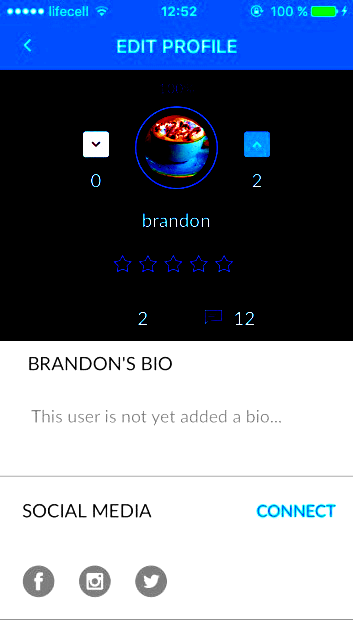 lifecell 12:52 100 %
EDIT PROFILE
0 2
brandon
2 12
BRANDON'S BIO
This user is not yet added a bio...
SOCIAL MEDIA CONNECT